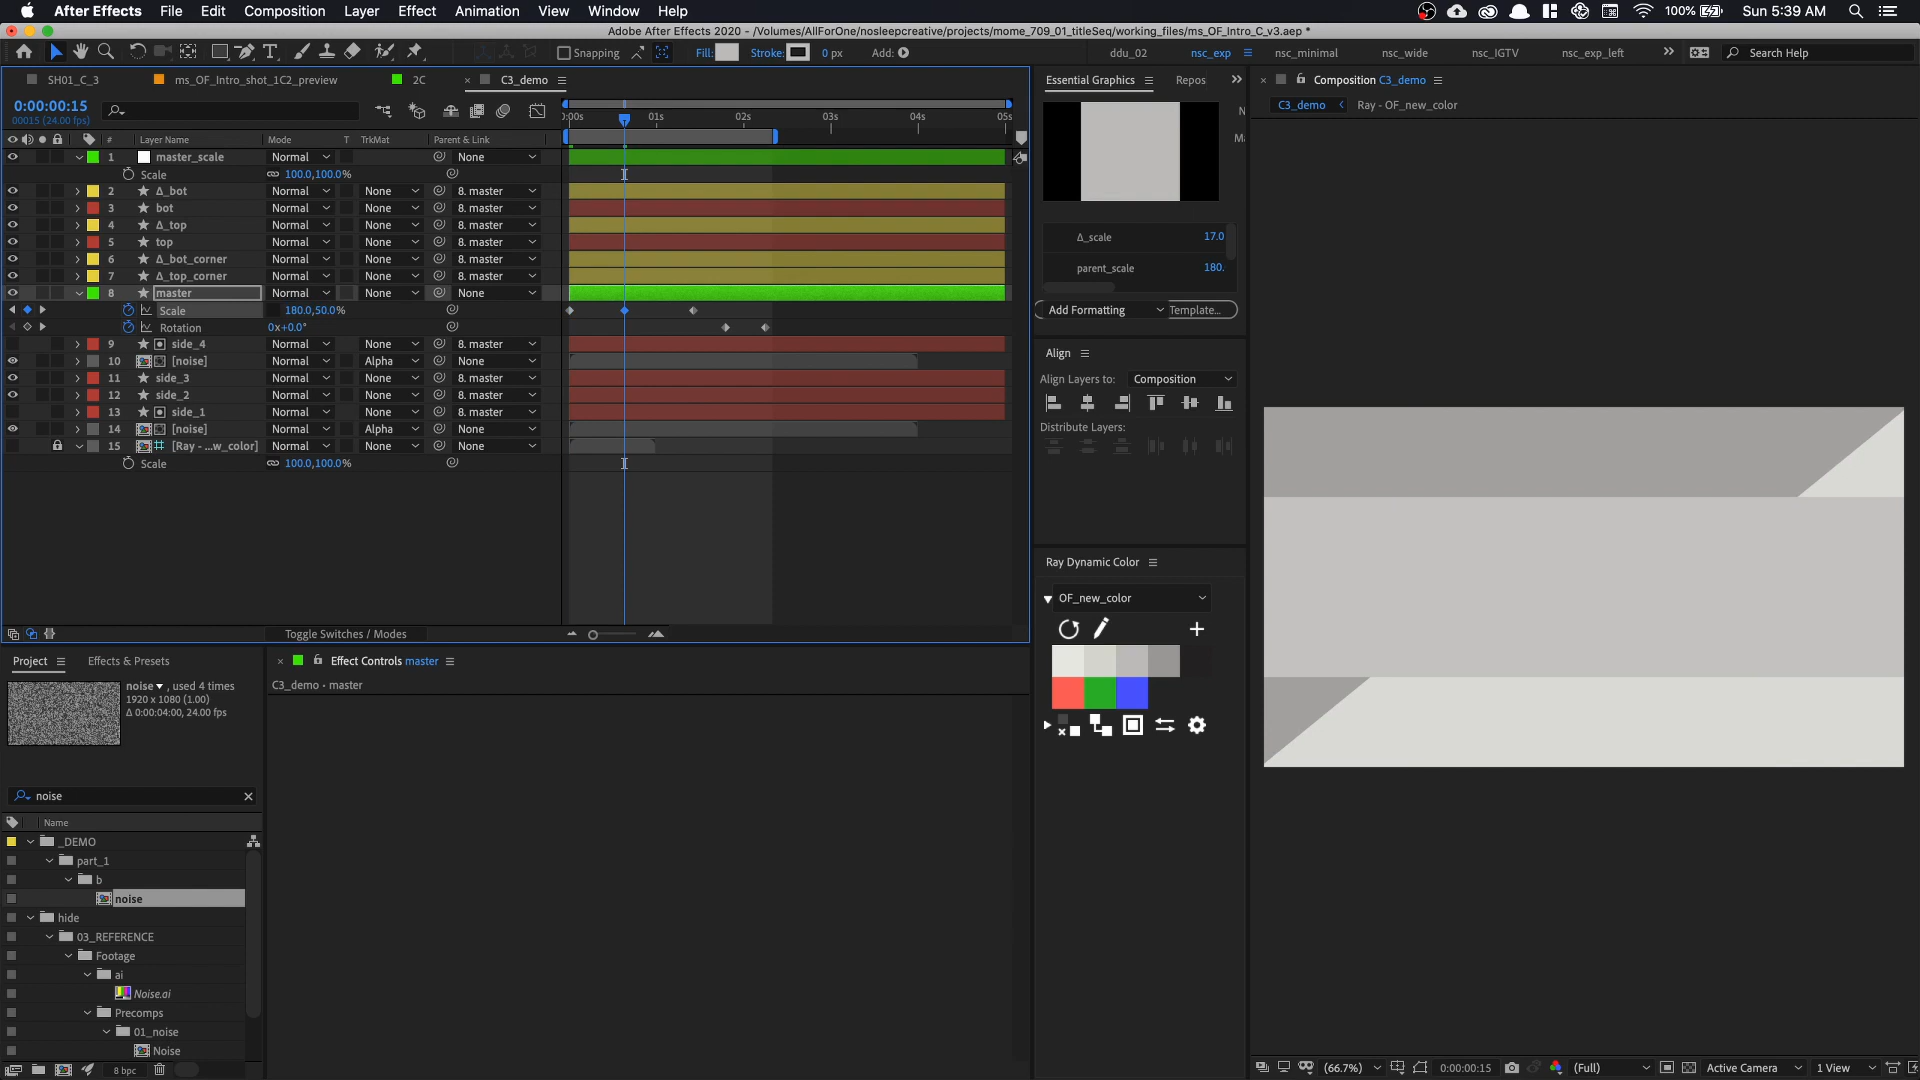 After Effects File Edit Composition Layer Effect Animation View Window Help 100% Sun 5:39 AM
Adobe After Effects 2020 - /Volumes/AllForOne/nosleepcreative/projects/mome_709_01_titleSeq/working_files/ms_OF_Intro_C_v3.aep *
Snapping Fill: Stroke: 0 px Add: ddu_02 nsc_exp nsc_minimal nsc_wide nsc_IGTV nsc_exp_left Search Help
SH01_C_3 ms_OF_Intro_shot_1C2_preview 2C C3_demo Essential Graphics Repos Composition C3_demo
0:00:00:15
00015 (24.00 fps)
C3_demo Ray - OF_new_color
:00s 01s 02s 03s 04s 05s
# Layer Name Mode T TrkMat Parent & Link
1 master_scale Normal None
Scale 100.0,100.0%
2 Δ_bot Normal None 8. master
3 bot Normal None 8. master
4 Δ_top Normal None 8. master
5 top Normal None 8. master
6 Δ_bot_corner Normal None 8. master
7 Δ_top_corner Normal None 8. master
8 master Normal None None
Scale 180.0,50.0%
Rotation 0x+0.0°
9 side_4 Normal None 8. master
10 [noise] Normal Alpha None
11 side_3 Normal None 8. master
12 side_2 Normal None 8. master
13 side_1 Normal None 8. master
14 [noise] Normal Alpha None
15 [Ray - ...w_color] Normal None None
Scale 100.0,100.0%
Toggle Switches / Modes
N
Ma
Δ_scale 17.0
parent_scale 180.
Add Formatting Template...
Align
Align Layers to: Composition
Distribute Layers:
Ray Dynamic Color
OF_new_color
Project Effects & Presets
noise , used 4 times
1920 x 1080 (1.00)
Δ 0:00:04:00, 24.00 fps
noise
Name
_DEMO
part_1
b
noise
hide
03_REFERENCE
Footage
ai
Noise.ai
Precomps
01_noise
Noise
8 bpc
Effect Controls master
C3_demo • master
(66.7%) 0:00:00:15 (Full) Active Camera 1 View